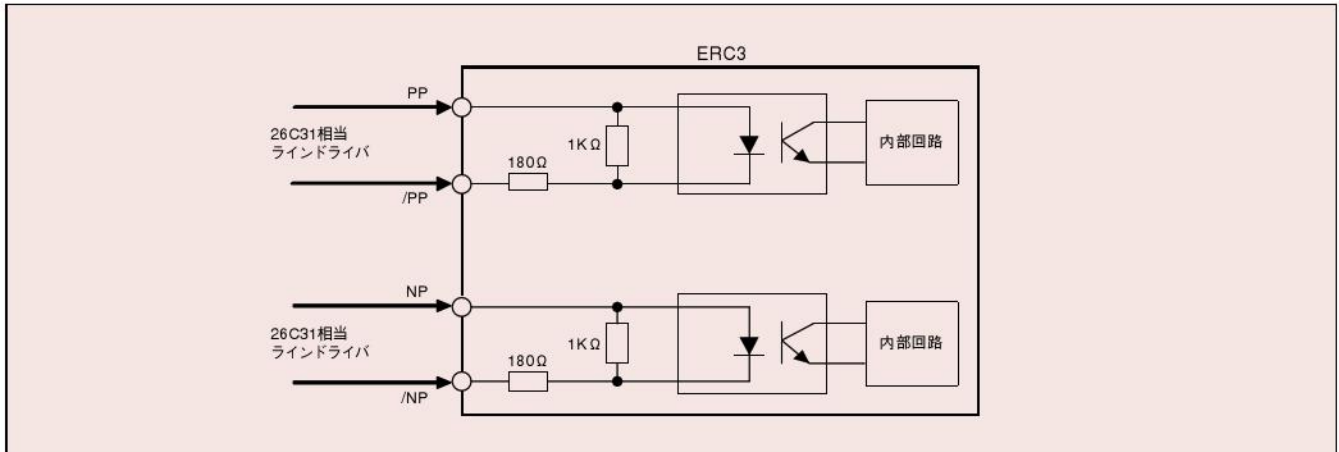 ERC3
PP
26C31相当
ラインドライバ
1KΩ
内部回路
180Ω
/PP
NP
26C31相当
ラインドライバ
1KΩ
内部回路
180Ω
/NP